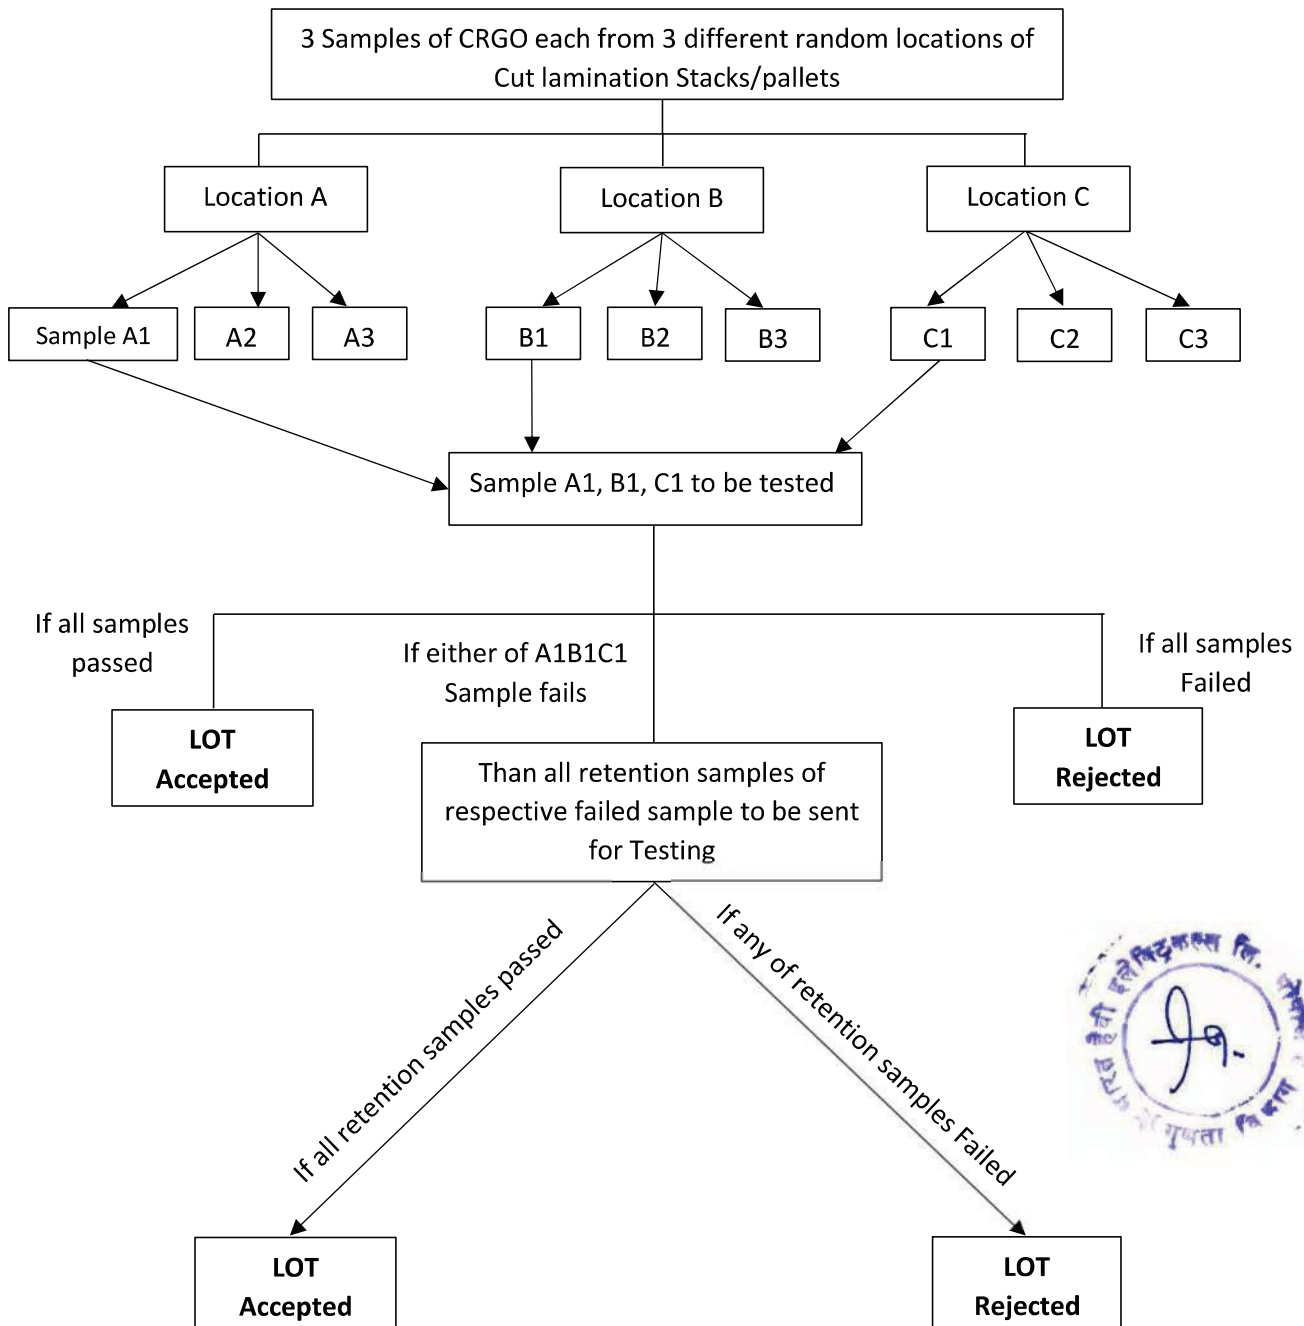 3 Samples of CRGO each from 3 different random locations of
Cut lamination Stacks/pallets
Location A
Location B
Location C
Sample A1
A2
A3
B1
B2
B3
C1
C2
C3
Sample A1, B1, C1 to be tested
If all samples
passed
If either of A1B1C1
Sample fails
If all samples
Failed
LOT
Accepted
LOT
Rejected
Than all retention samples of
respective failed sample to be sent
for Testing
If all retention samples passed
If any of retention samples Failed
हेवी इलेक्ट्रिकल्स लि.
गुणता विभाग
LOT
Accepted
LOT
Rejected